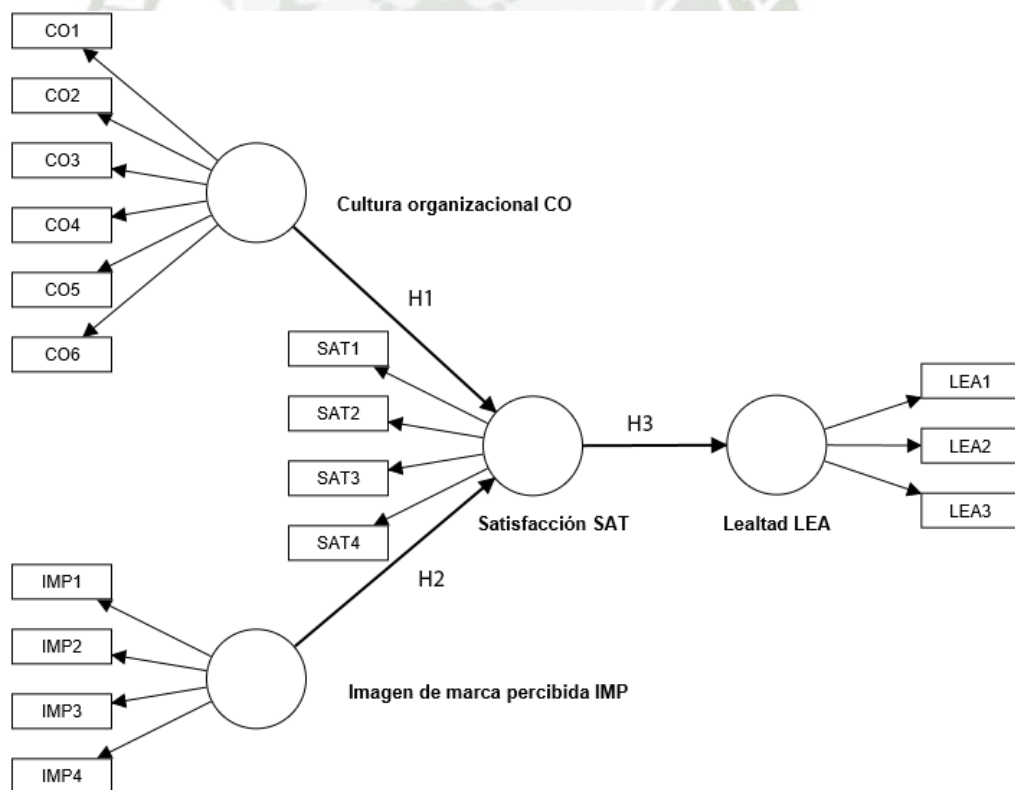 CO1
CO2
CO3
CO4
CO5
CO6
Cultura organizacional CO
H1
SAT1
SAT2
SAT3
SAT4
Satisfacción SAT
H3
Lealtad LEA
LEA1
LEA2
LEA3
H2
IMP1
IMP2
IMP3
IMP4
Imagen de marca percibida IMP